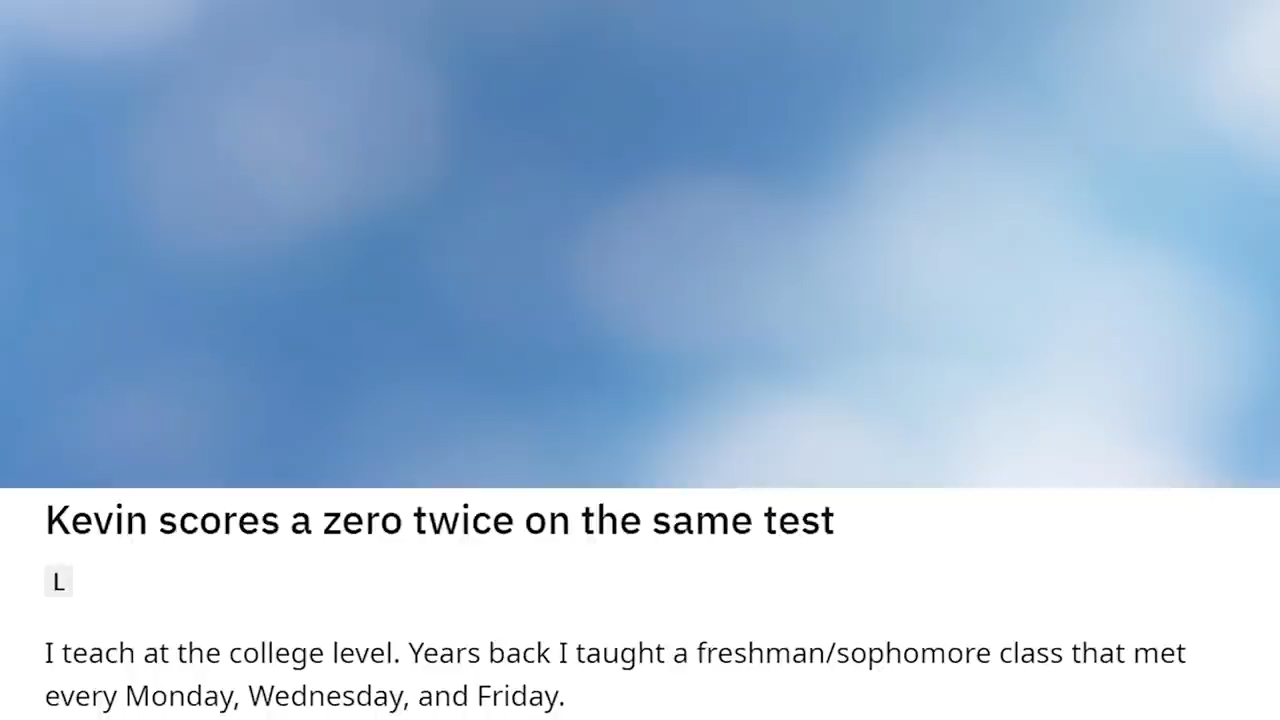 Kevin scores a zero twice on the same test
L
I teach at the college level. Years back I taught a freshman/sophomore class that met
every Monday, Wednesday, and Friday.